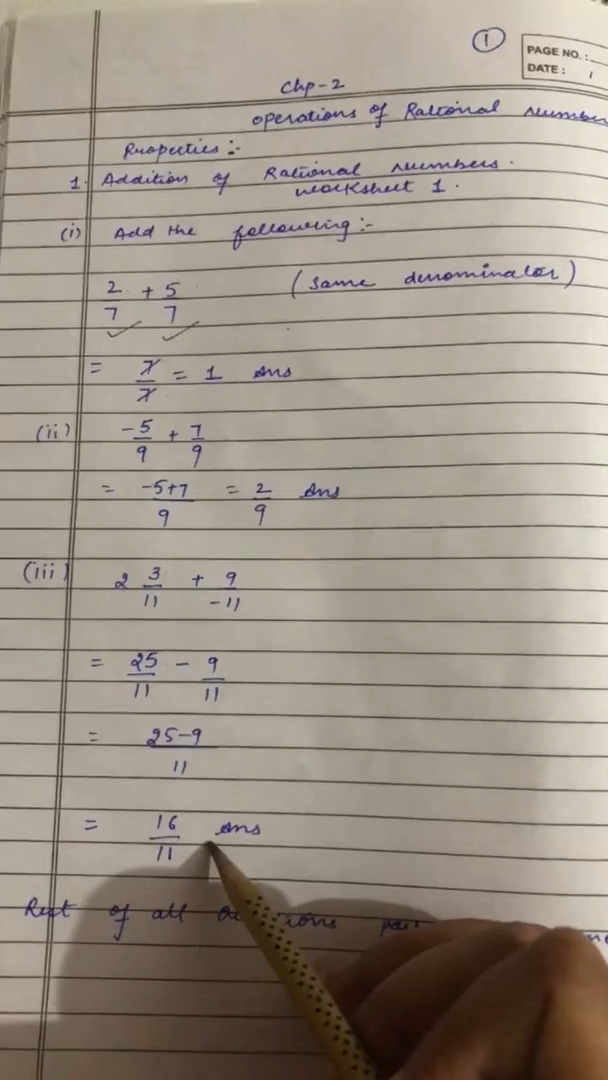 1
PAGE NO. :
DATE :
Chp-2
Operations of Rational Number
Properties :-
1. Addition of Rational Numbers.
Worksheet 1.
(i) Add the following :-
2/7 + 5/7 (Same denominator)
= 7/7 = 1 Ans
(ii) -5/9 + 7/9
= -5+7/9 = 2/9 Ans
(iii) 2 3/11 + 9/-11
= 25/11 - 9/11
= 25-9/11
= 16/11 Ans
Rest of all